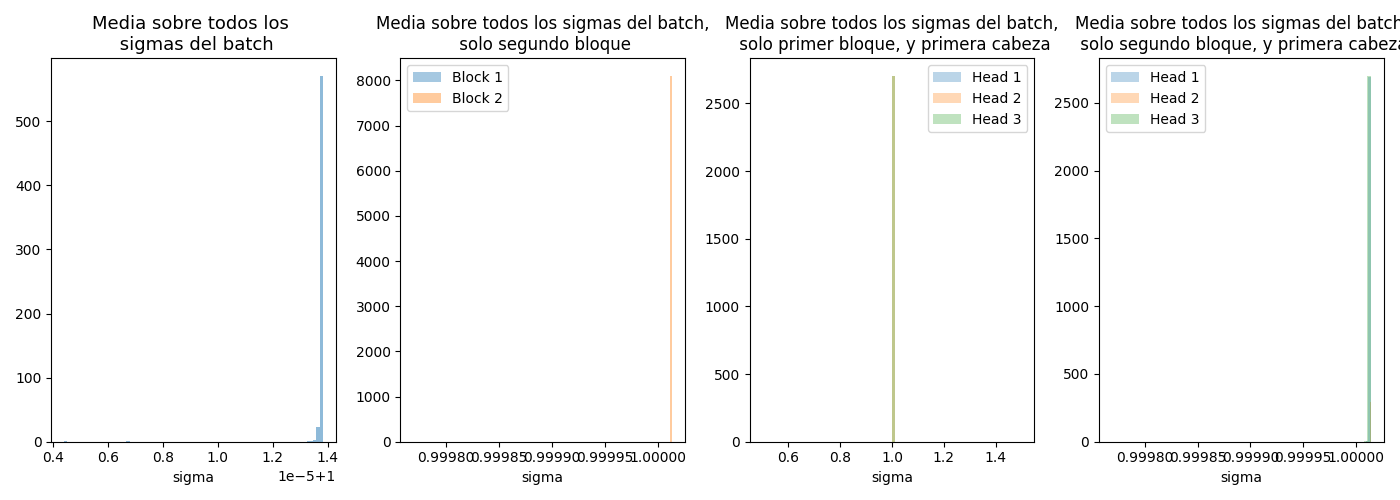 Media sobre todos los
sigmas del batch
Media sobre todos los sigmas del batch,
solo segundo bloque
Media sobre todos los sigmas del batch,
solo primer bloque, y primera cabeza
Media sobre todos los sigmas del batch
solo segundo bloque, y primera cabeza
500
400
300
200
100
0
0.4 0.6 0.8 1.0 1.2 1.4
1e−5+1
sigma
Block 1
Block 2
8000
7000
6000
5000
4000
3000
2000
1000
0
0.99980 0.99985 0.99990 0.99995 1.00000
sigma
Head 1
Head 2
Head 3
2500
2000
1500
1000
500
0
0.6 0.8 1.0 1.2 1.4
sigma
Head 1
Head 2
Head 3
2500
2000
1500
1000
500
0
0.99980 0.99985 0.99990 0.99995 1.00000
sigma